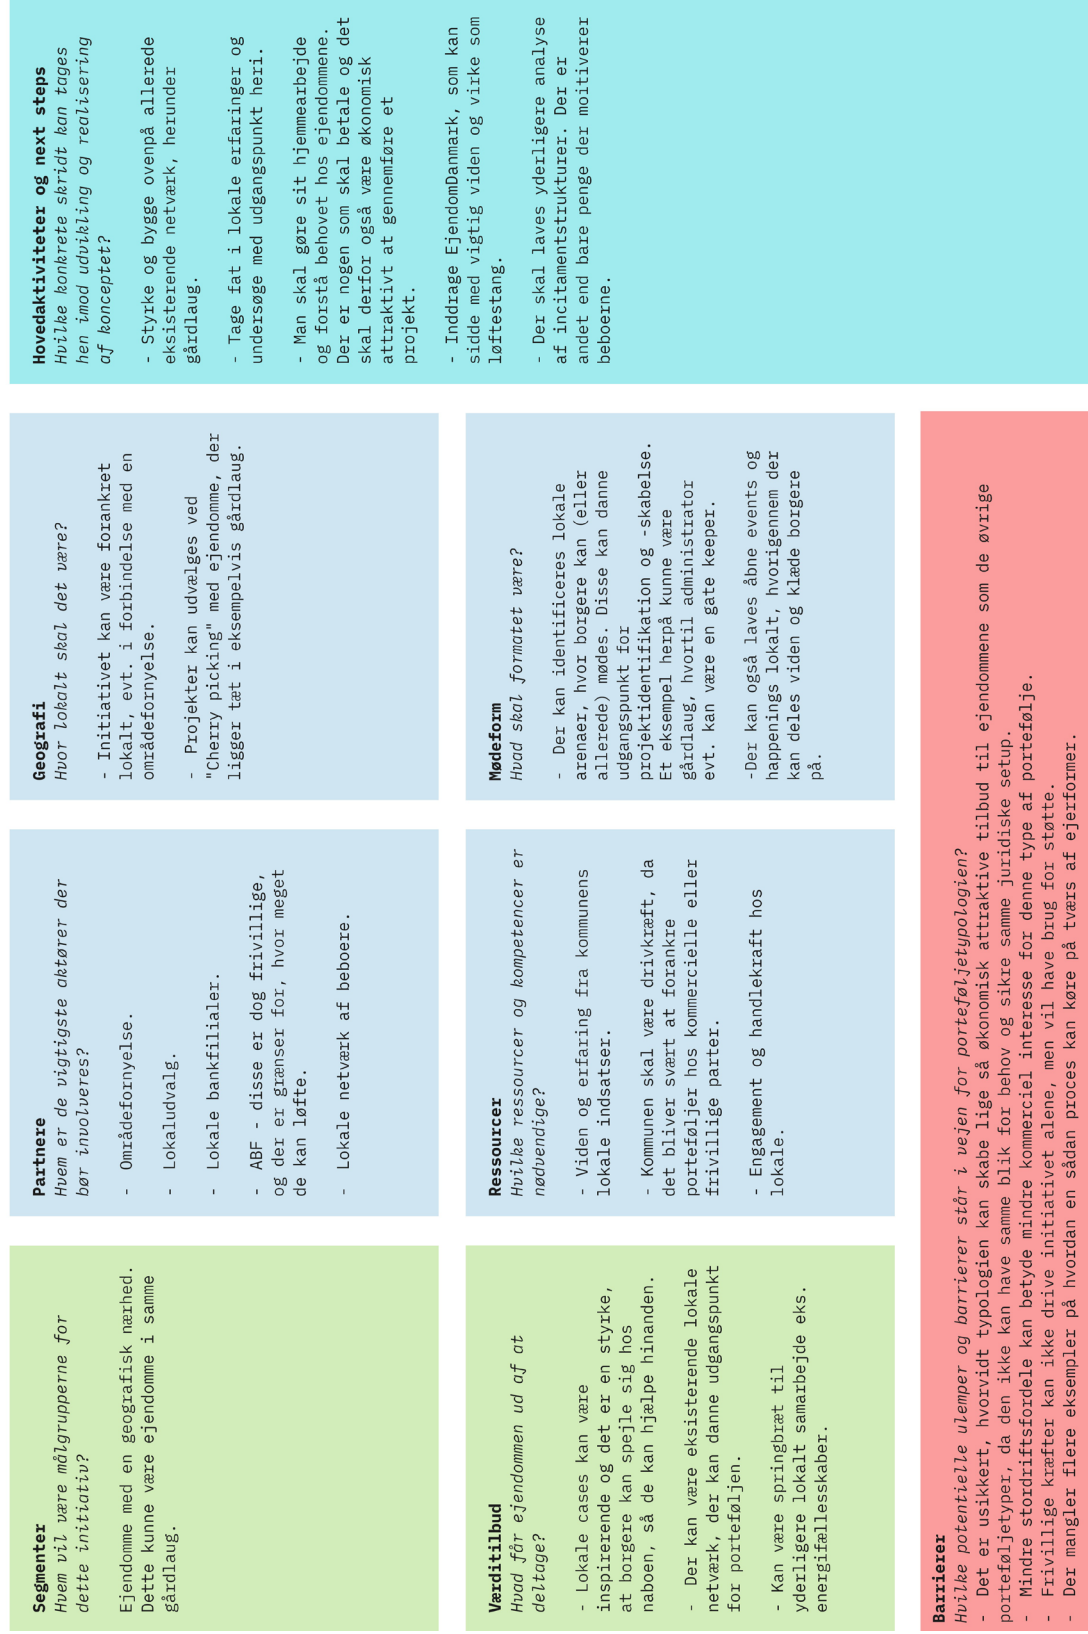 Segmenter
Hvem vil være målgrupperne for
dette initiativ?
Ejendomme med en geografisk nærhed.
Dette kunne være ejendomme i samme
gårdlaug.
Partnere
Hvem er de vigtigste aktører der
bør involveres?
- Områdefornyelse.
- Lokaludvalg.
- Lokale bankfilialer.
- ABF - disse er dog frivillige,
og der er grænser for, hvor meget
de kan løfte.
- Lokale netværk af beboere.
Geografi
Hvor lokalt skal det være?
- Initiativet kan være forankret
lokalt, evt. i forbindelse med en
områdefornyelse.
- Projekter kan udvælges ved
"Cherry picking" med ejendomme, der
ligger tæt i eksempelvis gårdlaug.
Hovedaktiviteter og next steps
Hvilke konkrete skridt kan tages
hen imod udvikling og realisering
af konceptet?
- Styrke og bygge ovenpå allerede
eksisterende netværk, herunder
gårdlaug.
- Tage fat i lokale erfaringer og
undersøge med udgangspunkt heri.
- Man skal gøre sit hjemmearbejde
og forstå behovet hos ejendommene.
Der er nogen som skal betale og det
skal derfor også være økonomisk
attraktivt at gennemføre et
projekt.
- Inddrage EjendomDanmark, som kan
sidde med vigtig viden og virke som
løftestang.
- Der skal laves yderligere analyse
af incitamentstrukturer. Der er
andet end bare penge der moitiverer
beboerne.
Værditilbud
Hvad får ejendommen ud af at
deltage?
- Lokale cases kan være
inspirerende og det er en styrke,
at borgere kan spejle sig hos
naboen, så de kan hjælpe hinanden.
- Der kan være eksisterende lokale
netværk, der kan danne udgangspunkt
for porteføljen.
- Kan være springbræt til
yderligere lokalt samarbejde eks.
energifællesskaber.
Ressourcer
Hvilke ressourcer og kompetencer er
nødvendige?
- Viden og erfaring fra kommunens
lokale indsatser.
- Kommunen skal være drivkræft, da
det bliver svært at forankre
porteføljer hos kommercielle eller
frivillige parter.
- Engagement og handlekraft hos
lokale.
Mødeform
Hvad skal formatet være?
- Der kan identificeres lokale
arenaer, hvor borgere kan (eller
allerede) mødes. Disse kan danne
udgangspunkt for
projektidentifikation og -skabelse.
Et eksempel herpå kunne være
gårdlaug, hvortil administrator
evt. kan være en gate keeper.
-Der kan også laves åbne events og
happenings lokalt, hvorigennem der
kan deles viden og klæde borgere
på.
Barrierer
Hvilke potentielle ulemper og barrierer står i vejen for porteføljetypologien?
- Det er usikkert, hvorvidt typologien kan skabe lige så økonomisk attraktive tilbud til ejendommene som de øvrige
porteføljetyper, da den ikke kan have samme blik for behov og sikre samme juridiske setup.
- Mindre stordriftsfordele kan betyde mindre kommerciel interesse for denne type af portefølje.
- Frivillige kræfter kan ikke drive initiativet alene, men vil have brug for støtte.
- Der mangler flere eksempler på hvordan en sådan proces kan køre på tværs af ejerformer.